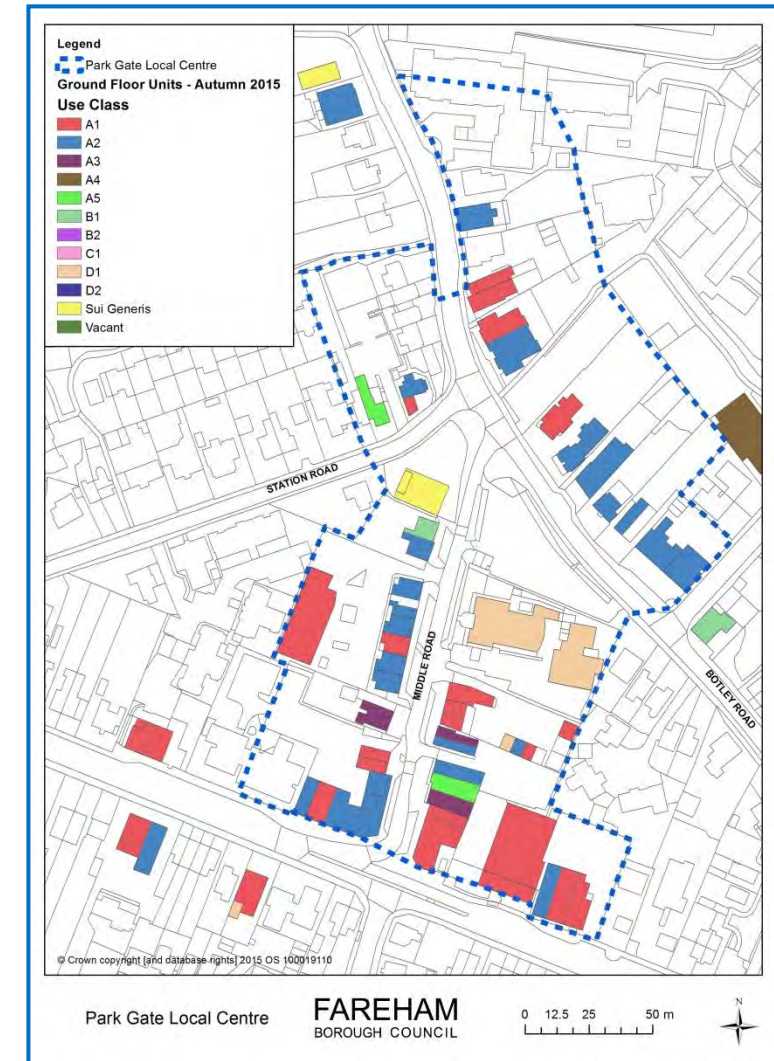 Legend
Park Gate Local Centre
Ground Floor Units - Autumn 2015
Use Class
A1
A2
A3
A4
A5
B1
B2
C1
D1
D2
Sui Generis
Vacant
STATION ROAD
MIDDLE ROAD
BOTLEY ROAD
© Crown copyright [and database rights] 2015 OS 100019110
Park Gate Local Centre
FAREHAM
BOROUGH COUNCIL
0 12.5 25 50 m
N